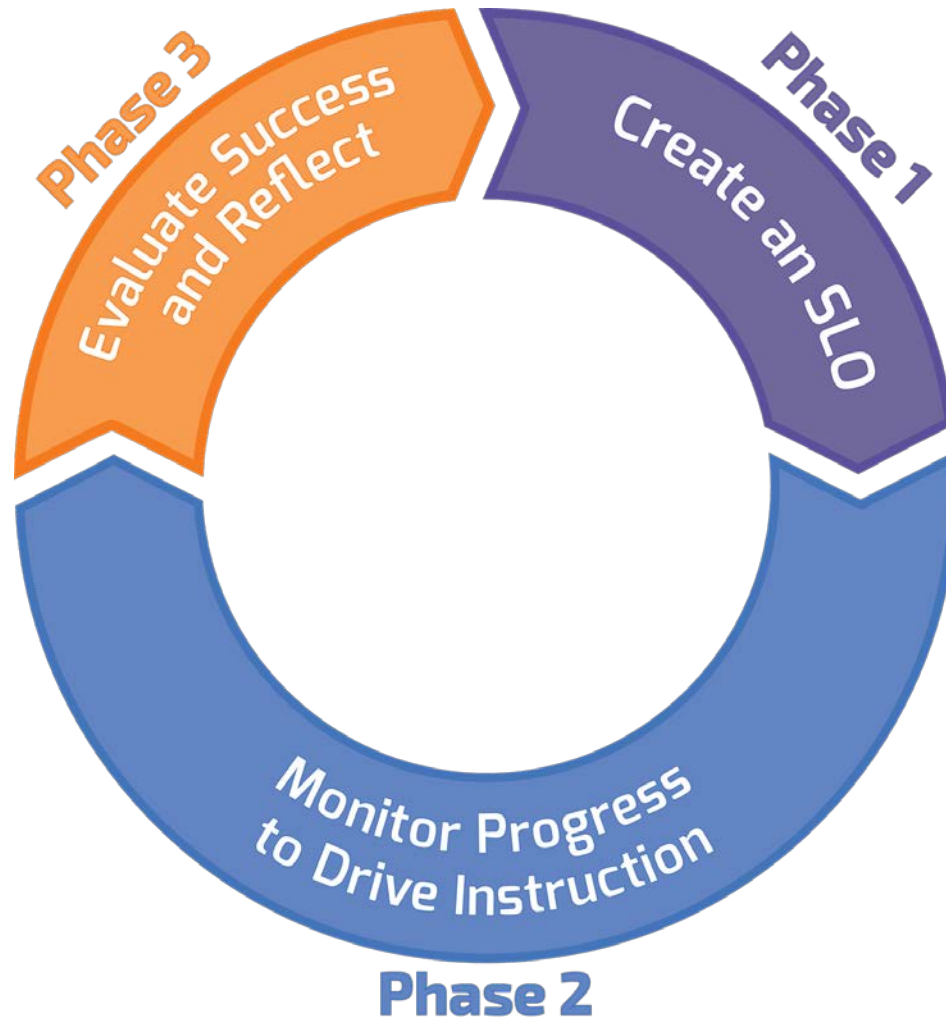 Phase 1
Create an SLO
Phase 2
Monitor Progress
to Drive Instruction
Phase 3
Evaluate Success
and Reflect